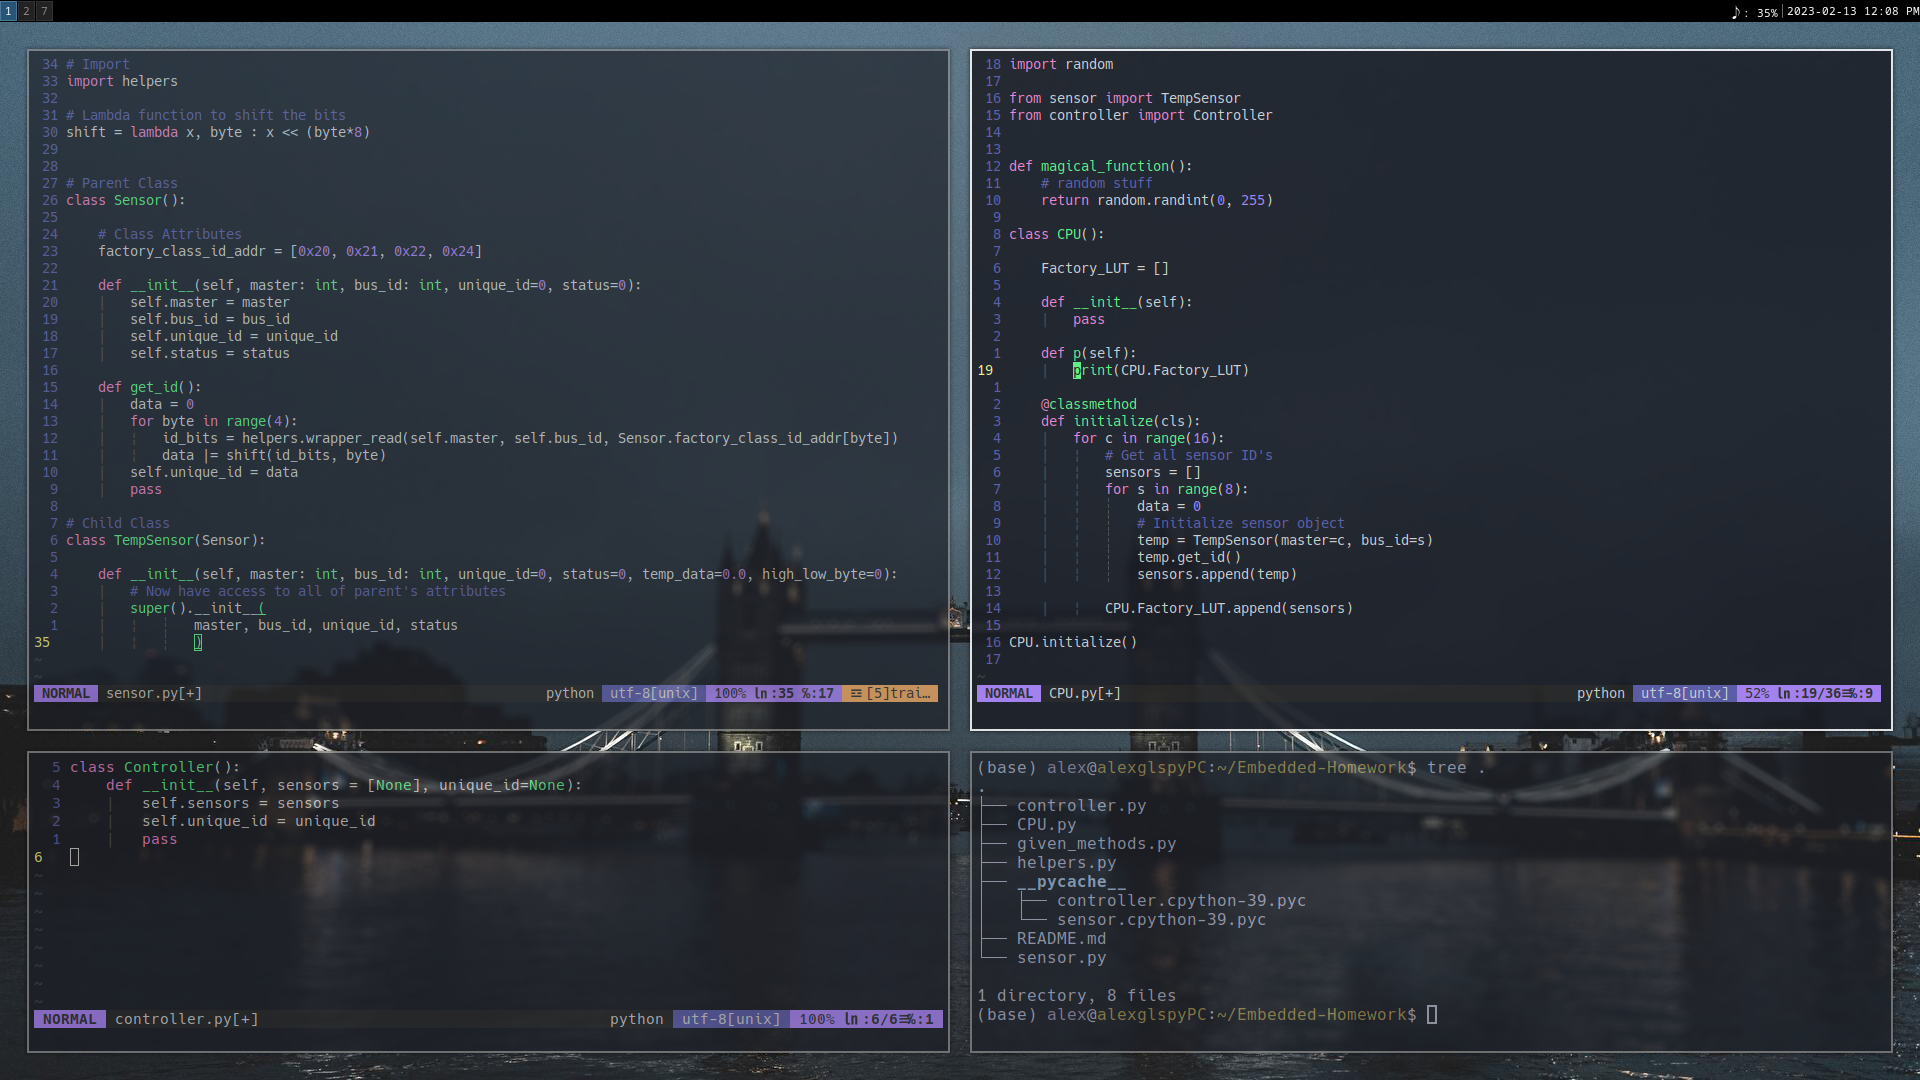 1 2 7
♪: 35% 2023-02-13 12:08 PM
34 # Import
33 import helpers
32
31 # Lambda function to shift the bits
30 shift = lambda x, byte : x << (byte*8)
29
28
27 # Parent Class
26 class Sensor():
25
24     # Class Attributes
23     factory_class_id_addr = [0x20, 0x21, 0x22, 0x24]
22
21     def __init__(self, master: int, bus_id: int, unique_id=0, status=0):
20         self.master = master
19         self.bus_id = bus_id
18         self.unique_id = unique_id
17         self.status = status
16
15     def get_id():
14         data = 0
13         for byte in range(4):
12             id_bits = helpers.wrapper_read(self.master, self.bus_id, Sensor.factory_class_id_addr[byte])
11             data |= shift(id_bits, byte)
10         self.unique_id = data
9         pass
8
7 # Child Class
6 class TempSensor(Sensor):
5
4     def __init__(self, master: int, bus_id: int, unique_id=0, status=0, temp_data=0.0, high_low_byte=0):
3         # Now have access to all of parent's attributes
2         super().__init__(
1                 master, bus_id, unique_id, status
35                 )
~
~
NORMAL sensor.py[+] python utf-8[unix] 100% ln:35 %:17 ☲ [5]trai…
18 import random
17
16 from sensor import TempSensor
15 from controller import Controller
14
13
12 def magical_function():
11     # random stuff
10     return random.randint(0, 255)
9
8 class CPU():
7
6     Factory_LUT = []
5
4     def __init__(self):
3         pass
2
1     def p(self):
19         print(CPU.Factory_LUT)
1
2     @classmethod
3     def initialize(cls):
4         for c in range(16):
5             # Get all sensor ID's
6             sensors = []
7             for s in range(8):
8                 data = 0
9                 # Initialize sensor object
10                 temp = TempSensor(master=c, bus_id=s)
11                 temp.get_id()
12                 sensors.append(temp)
13
14             CPU.Factory_LUT.append(sensors)
15
16 CPU.initialize()
17
~
NORMAL CPU.py[+] python utf-8[unix] 52% ln:19/36≡%:9
5 class Controller():
4     def __init__(self, sensors = [None], unique_id=None):
3         self.sensors = sensors
2         self.unique_id = unique_id
1         pass
6
~
~
~
~
~
~
~
~
NORMAL controller.py[+] python utf-8[unix] 100% ln:6/6≡%:1
(base) alex@alexglspyPC:~/Embedded-Homework$ tree .
.
├── controller.py
├── CPU.py
├── given_methods.py
├── helpers.py
├── __pycache__
│   ├── controller.cpython-39.pyc
│   └── sensor.cpython-39.pyc
├── README.md
└── sensor.py

1 directory, 8 files
(base) alex@alexglspyPC:~/Embedded-Homework$